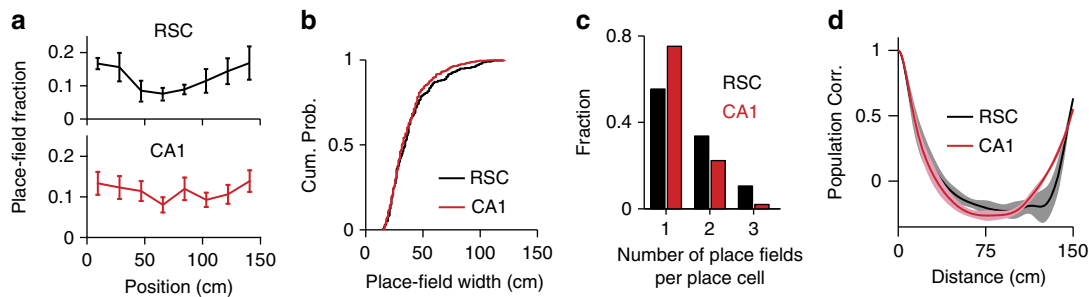 a
RSC
0.2
0.1
0
CA1
0.2
0.1
0
Place-field fraction
0 50 100 150
Position (cm)
b
1
0.5
0
Cum. Prob.
RSC
CA1
0 50 100 150
Place-field width (cm)
c
0.8
0.4
0
Fraction
RSC
CA1
1 2 3
Number of place fields
per place cell
d
1
0.5
0
Population Corr.
RSC
CA1
0 75 150
Distance (cm)